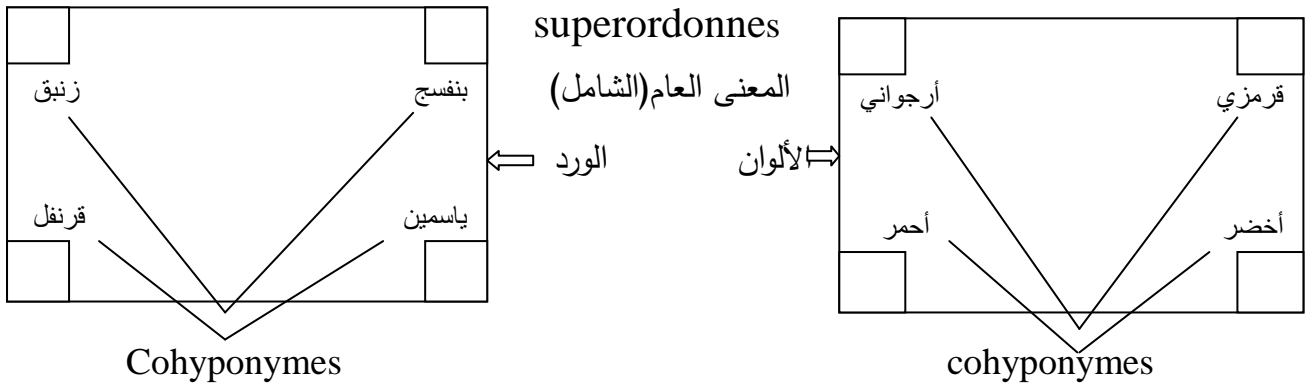 superordonnes
المعنى العام(الشامل)
الألوان
الورد
قرمزي
أرجواني
أخضر
أحمر
cohyponymes
بنفسج
زنبق
ياسمين
قرنفل
Cohyponymes